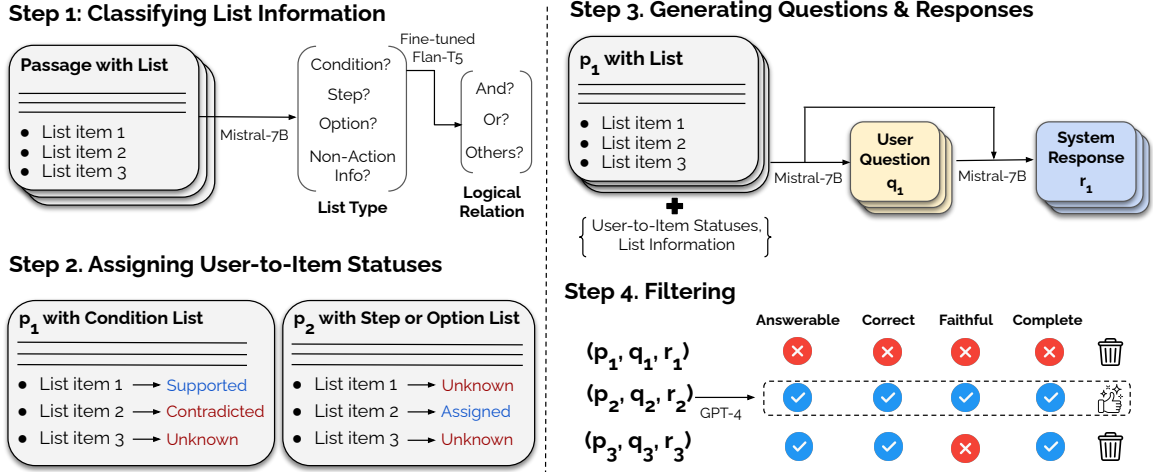 Step 1: Classifying List Information
Passage with List
List item 1
List item 2
List item 3
Mistral-7B
Condition?
Step?
Option?
Non-Action
Info?
List Type
Fine-tuned
Flan-T5
And?
Or?
Others?
Logical
Relation
Step 2. Assigning User-to-Item Statuses
p1 with Condition List
List item 1 Supported
List item 2 Contradicted
List item 3 Unknown
p2 with Step or Option List
List item 1 Unknown
List item 2 Assigned
List item 3 Unknown
Step 3. Generating Questions & Responses
p1 with List
List item 1
List item 2
List item 3
+
{ User-to-Item Statuses,
List Information }
Mistral-7B
User
Question
q1
Mistral-7B
System
Response
r1
Step 4. Filtering
Answerable Correct Faithful Complete
(p1, q1, r1)
(p2, q2, r2)
GPT-4
(p3, q3, r3)